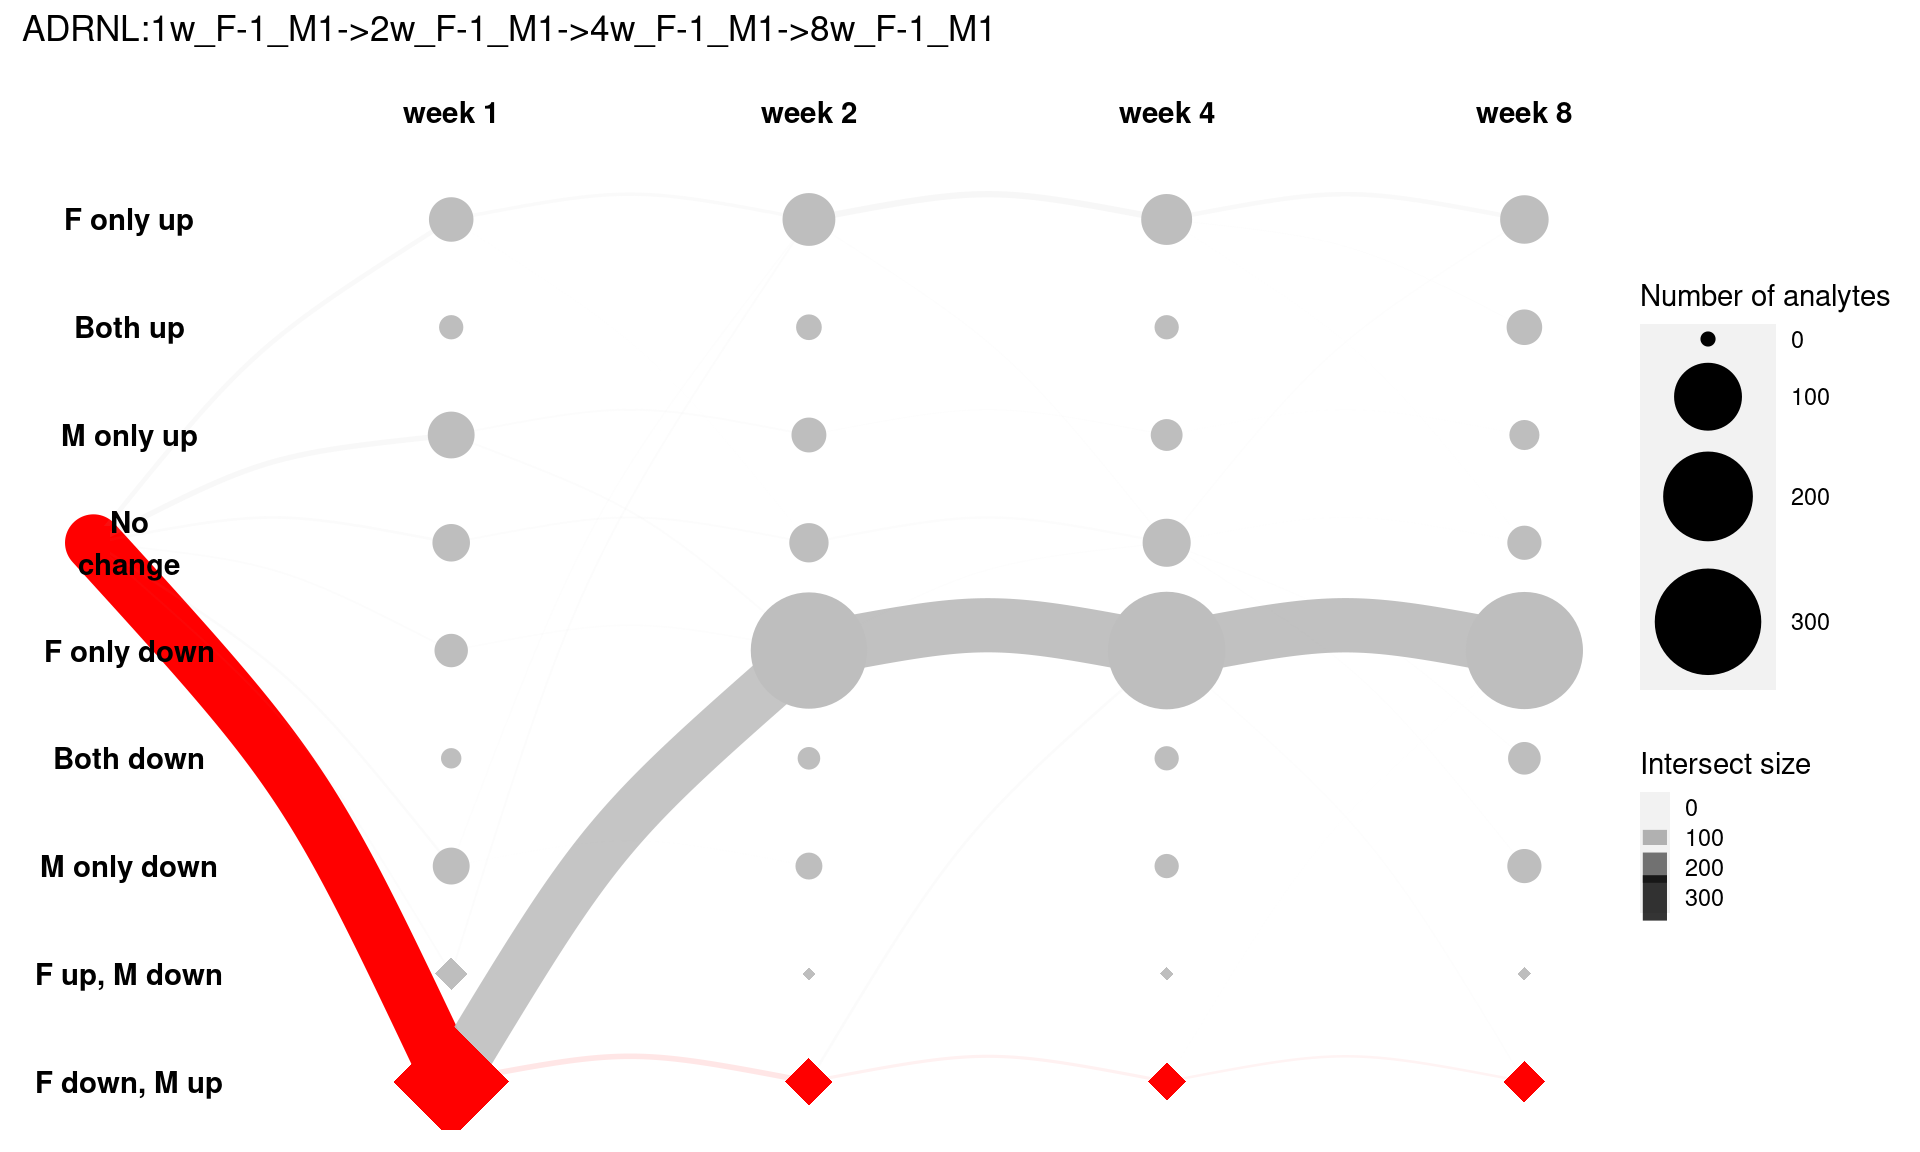 ADRNL:1w_F-1_M1->2w_F-1_M1->4w_F-1_M1->8w_F-1_M1
week 1
week 2
week 4
week 8
F only up
Both up
M only up
No
change
F only down
Both down
M only down
F up, M down
F down, M up
Number of analytes
0
100
200
300
Intersect size
0
100
200
300